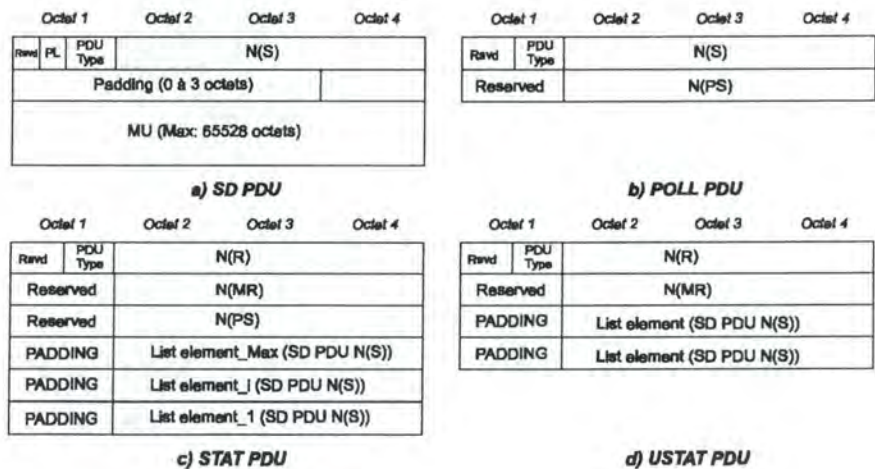 Octet 1 Octet 2 Octet 3 Octet 4
Rsvd PL PDU Type N(S)
Padding (0 à 3 octets)
MU (Max: 65528 octets)
a) SD PDU
Octet 1 Octet 2 Octet 3 Octet 4
Rsvd PDU Type N(S)
Reserved N(PS)
b) POLL PDU
Octet 1 Octet 2 Octet 3 Octet 4
Rsvd PDU Type N(R)
Reserved N(MR)
Reserved N(PS)
PADDING List element_Max (SD PDU N(S))
PADDING List element_i (SD PDU N(S))
PADDING List element_1 (SD PDU N(S))
c) STAT PDU
Octet 1 Octet 2 Octet 3 Octet 4
Rsvd PDU Type N(R)
Reserved N(MR)
PADDING List element (SD PDU N(S))
PADDING List element (SD PDU N(S))
d) USTAT PDU